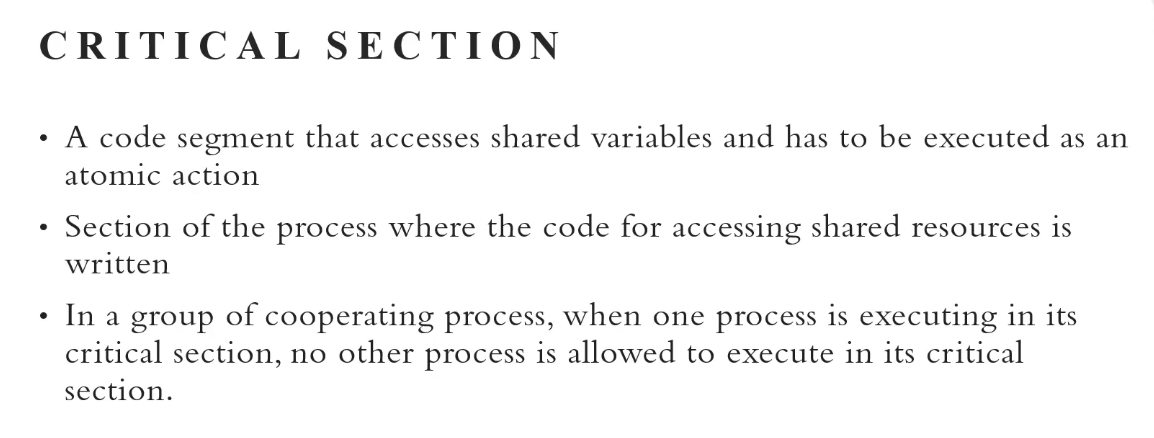 CRITICAL SECTION
• A code segment that accesses shared variables and has to be executed as an
atomic action
• Section of the process where the code for accessing shared resources is
written
• In a group of cooperating process, when one process is executing in its
critical section, no other process is allowed to execute in its critical
section.